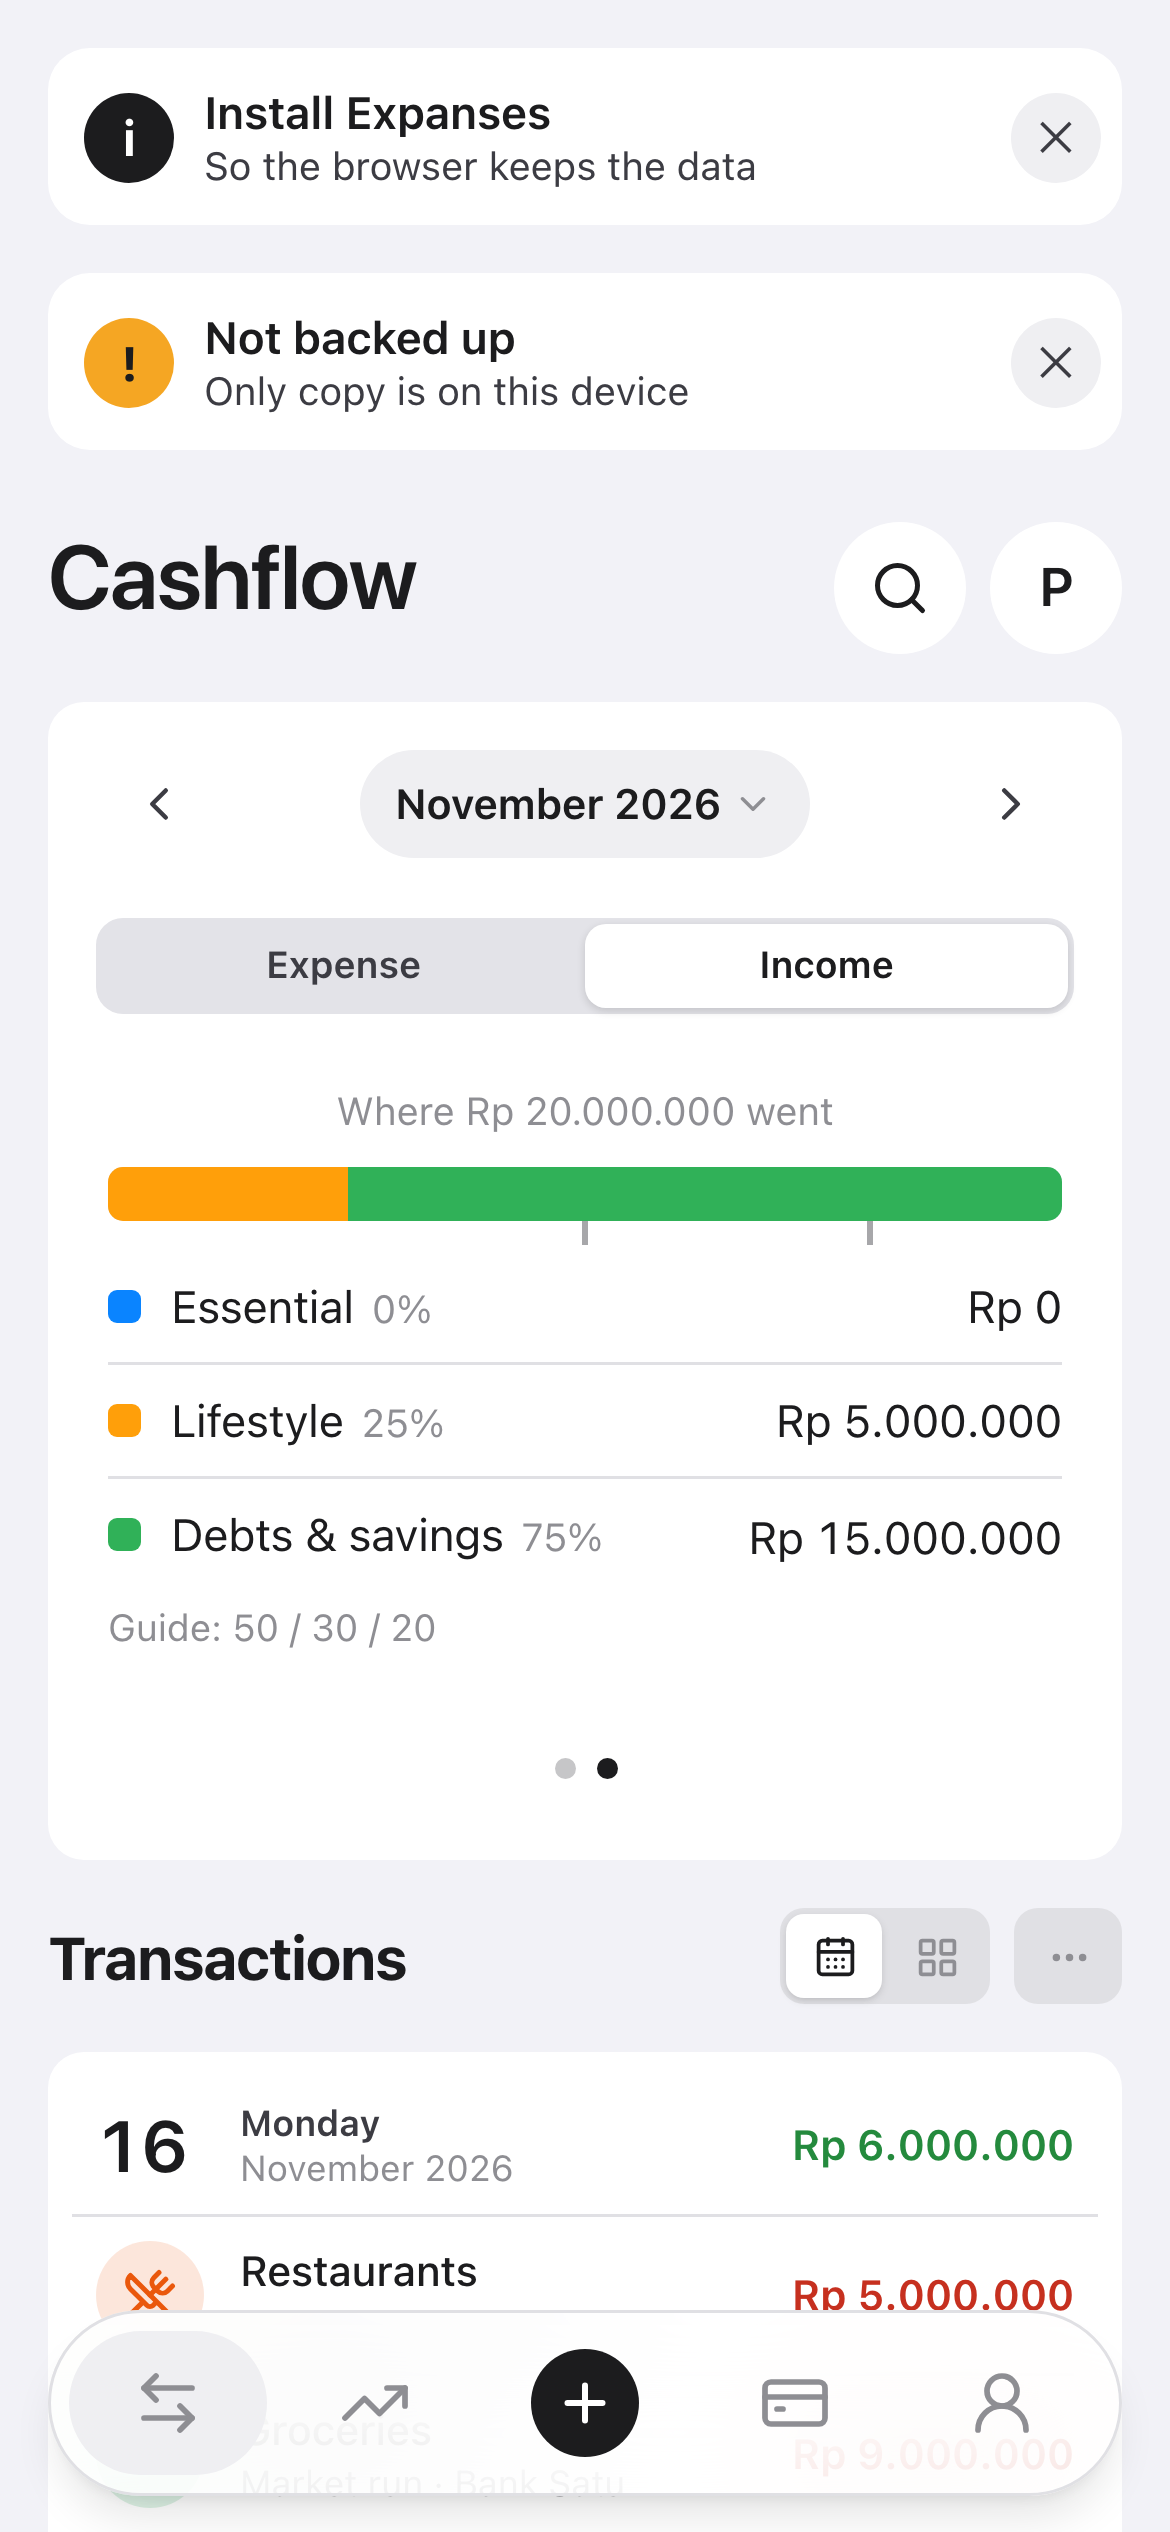 Install Expanses
So the browser keeps the data
Not backed up
Only copy is on this device
Cashflow
P
November 2026
Expense
Income
Where Rp 20.000.000 went
Essential 0% Rp 0
Lifestyle 25% Rp 5.000.000
Debts & savings 75% Rp 15.000.000
Guide: 50 / 30 / 20
Transactions
16
Monday
November 2026
Rp 6.000.000
Restaurants
Rp 5.000.000
Groceries
Rp 9.000.000
Market run · Bank Satu